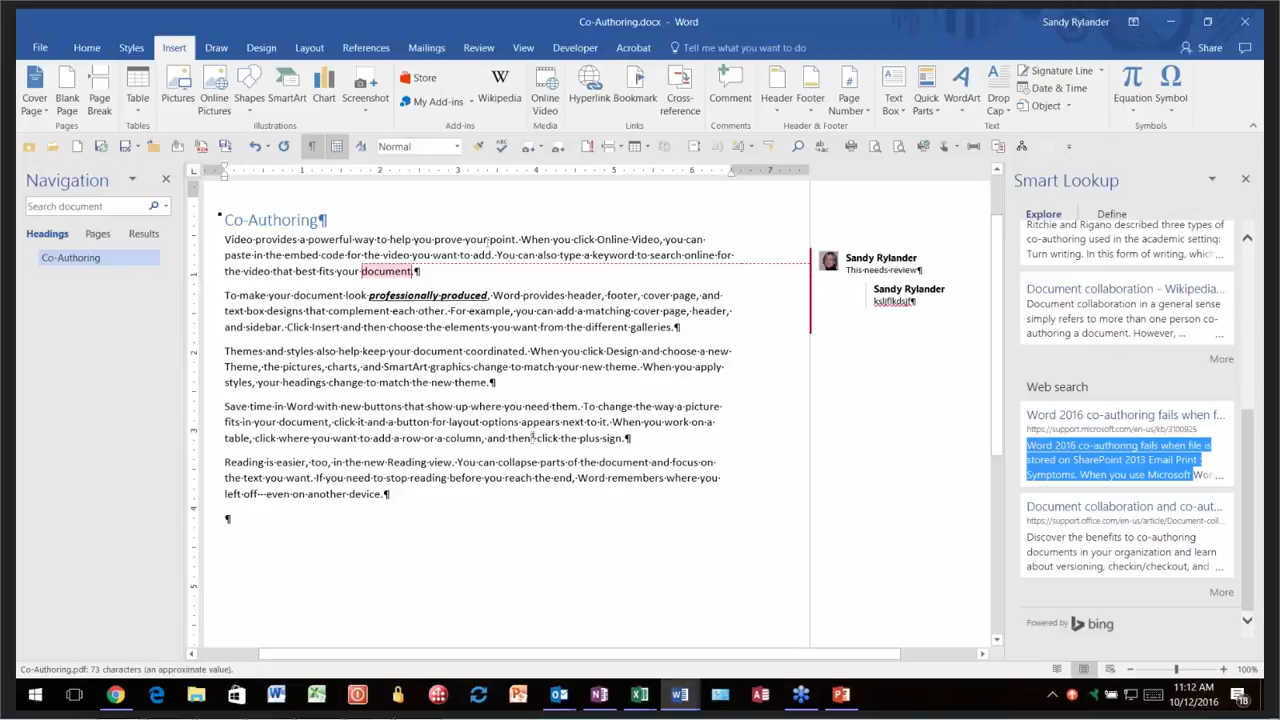 Co-Authoring.docx - Word
Sandy Rylander
File Home Styles Insert Draw Design Layout References Mailings Review View Developer Acrobat Tell me what you want to do Share
Cover Page Blank Page Page Break
Pages
Table
Tables
Pictures Online Pictures Shapes SmartArt Chart Screenshot
Illustrations
Store
My Add-ins
Wikipedia
Add-ins
Online Video
Media
Hyperlink Bookmark Cross-reference
Links
Comment
Comments
Header Footer Page Number
Header & Footer
Text Box Quick Parts WordArt Drop Cap
Signature Line
Date & Time
Object
Text
Equation Symbol
Symbols
Normal
Navigation
Search document
Headings Pages Results
Co-Authoring
1 2 3 4 5 6 7
1
2
3
4
5
Co-Authoring¶
Video·provides·a·powerful·way·to·help·you·prove·your·point.·When·you·click·Online·Video,·you·can·
paste·in·the·embed·code·for·the·video·you·want·to·add.·You·can·also·type·a·keyword·to·search·online·for·
the·video·that·best·fits·your·document.¶
To·make·your·document·look·professionally·produced,·Word·provides·header,·footer,·cover·page,·and·
text·box·designs·that·complement·each·other.·For·example,·you·can·add·a·matching·cover·page,·header,·
and·sidebar.·Click·Insert·and·then·choose·the·elements·you·want·from·the·different·galleries.¶
Themes·and·styles·also·help·keep·your·document·coordinated.·When·you·click·Design·and·choose·a·new·
Theme,·the·pictures,·charts,·and·SmartArt·graphics·change·to·match·your·new·theme.·When·you·apply·
styles,·your·headings·change·to·match·the·new·theme.¶
Save·time·in·Word·with·new·buttons·that·show·up·where·you·need·them.·To·change·the·way·a·picture·
fits·in·your·document,·click·it·and·a·button·for·layout·options·appears·next·to·it.·When·you·work·on·a·
table,·click·where·you·want·to·add·a·row·or·a·column,·and·then·click·the·plus·sign.¶
Reading·is·easier,·too,·in·the·new·Reading·view.·You·can·collapse·parts·of·the·document·and·focus·on·
the·text·you·want.·If·you·need·to·stop·reading·before·you·reach·the·end,·Word·remembers·where·you·
left·off·-·even·on·another·device.¶
¶
Sandy Rylander
This·needs·review¶
Sandy Rylander
ksljflkdsjf¶
Smart Lookup
Explore Define
Ritchie and Rigano described three types of
co-authoring used in the academic setting:
Turn writing. In this form of writing, t...
Document collaboration - Wikipedia...
Document collaboration in a general sense
simply refers to more than one person co-
authoring a document. However, ...
More
Web search
Word 2016 co-authoring fails when f...
https://support.microsoft.com/en-us/kb/3100925
Word 2016 co-authoring fails when file is
stored on SharePoint 2013 Email Print ;
Symptoms. When you use Microsoft Wor...
Document collaboration and co-aut...
https://support.office.com/en-us/article/Document-coll...
Discover the benefits to co-authoring
documents in your organization and learn
about versioning, checkin/checkout, and ...
More
Powered by bing
Co-Authoring.pdf: 73 characters (an approximate value).
100%
11:12 AM
10/12/2016
18